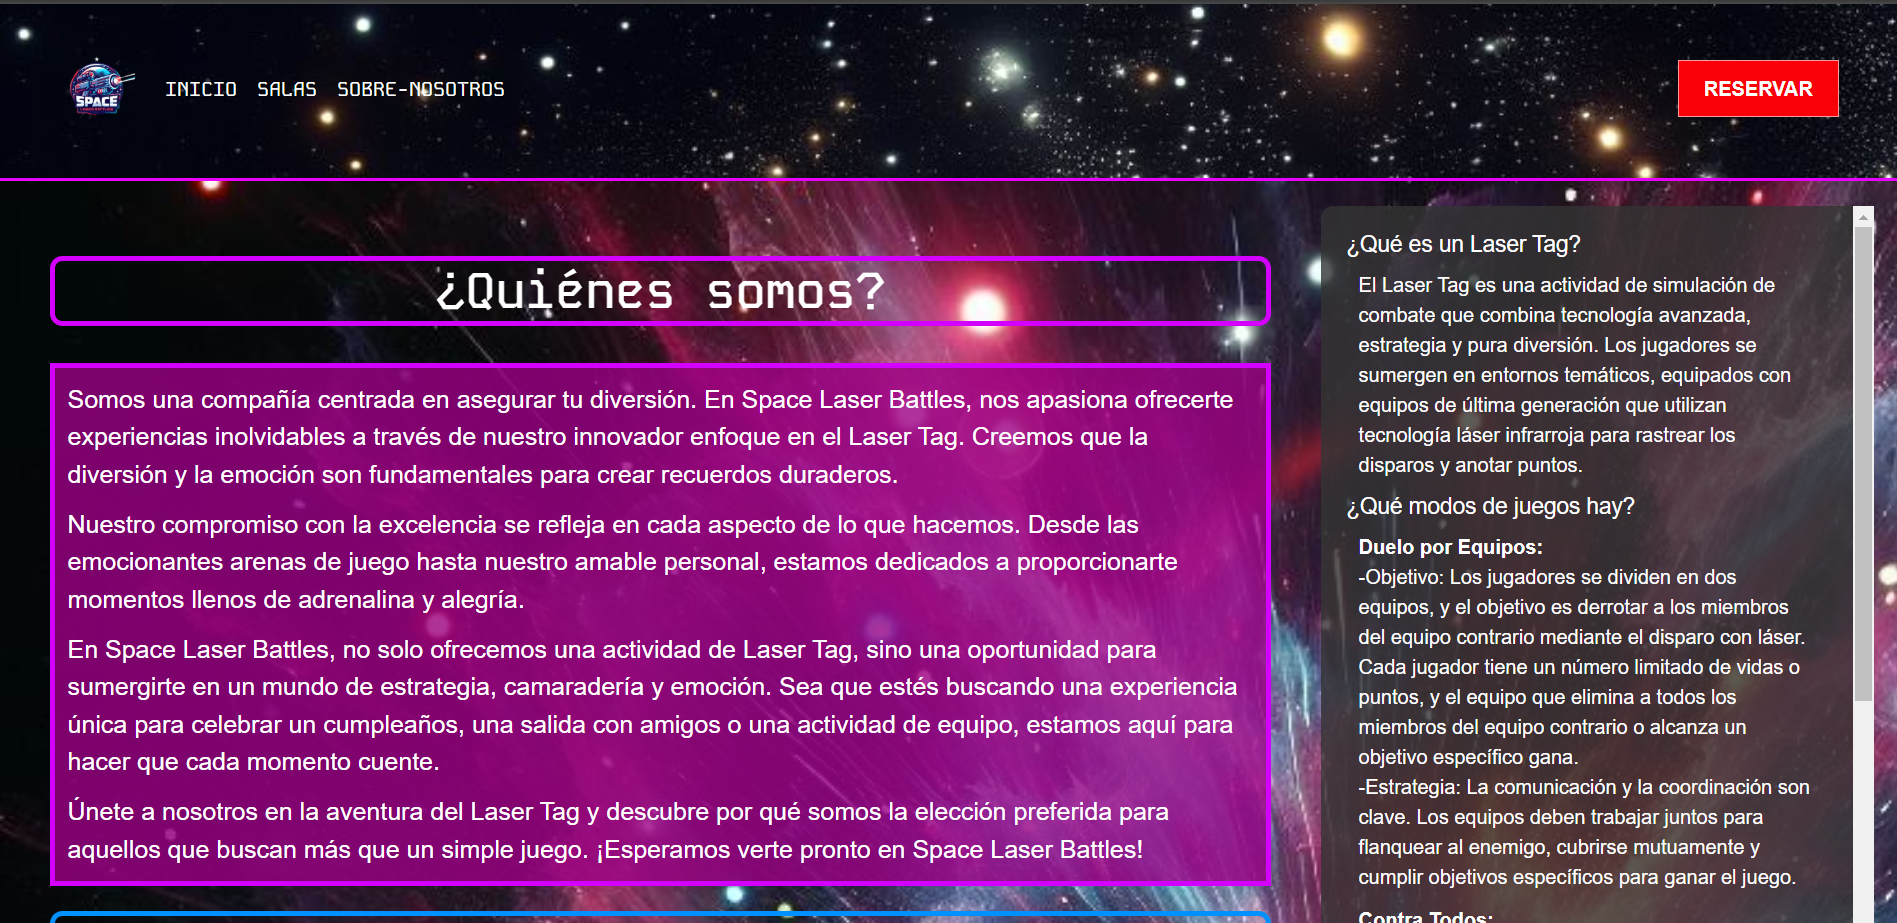 SPACE
INICIO SALAS SOBRE-NOSOTROS
RESERVAR
¿Quiénes somos?
Somos una compañía centrada en asegurar tu diversión. En Space Laser Battles, nos apasiona ofrecerte
experiencias inolvidables a través de nuestro innovador enfoque en el Laser Tag. Creemos que la
diversión y la emoción son fundamentales para crear recuerdos duraderos.
Nuestro compromiso con la excelencia se refleja en cada aspecto de lo que hacemos. Desde las
emocionantes arenas de juego hasta nuestro amable personal, estamos dedicados a proporcionarte
momentos llenos de adrenalina y alegría.
En Space Laser Battles, no solo ofrecemos una actividad de Laser Tag, sino una oportunidad para
sumergirte en un mundo de estrategia, camaradería y emoción. Sea que estés buscando una experiencia
única para celebrar un cumpleaños, una salida con amigos o una actividad de equipo, estamos aquí para
hacer que cada momento cuente.
Únete a nosotros en la aventura del Laser Tag y descubre por qué somos la elección preferida para
aquellos que buscan más que un simple juego. ¡Esperamos verte pronto en Space Laser Battles!
¿Qué es un Laser Tag?
El Laser Tag es una actividad de simulación de
combate que combina tecnología avanzada,
estrategia y pura diversión. Los jugadores se
sumergen en entornos temáticos, equipados con
equipos de última generación que utilizan
tecnología láser infrarroja para rastrear los
disparos y anotar puntos.
¿Qué modos de juegos hay?
Duelo por Equipos:
-Objetivo: Los jugadores se dividen en dos
equipos, y el objetivo es derrotar a los miembros
del equipo contrario mediante el disparo con láser.
Cada jugador tiene un número limitado de vidas o
puntos, y el equipo que elimina a todos los
miembros del equipo contrario o alcanza un
objetivo específico gana.
-Estrategia: La comunicación y la coordinación son
clave. Los equipos deben trabajar juntos para
flanquear al enemigo, cubrirse mutuamente y
cumplir objetivos específicos para ganar el juego.
Contra Todos: